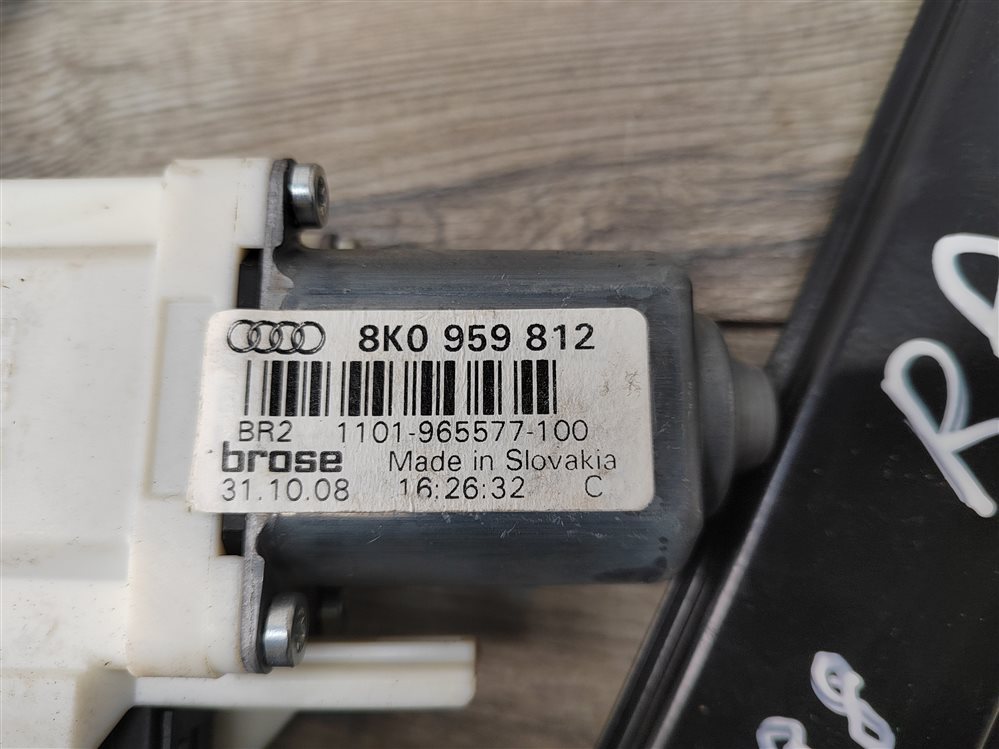 8K0 959 812
BR2 1101-965577-100
brose Made in Slovakia
31.10.08 16:26:32 C